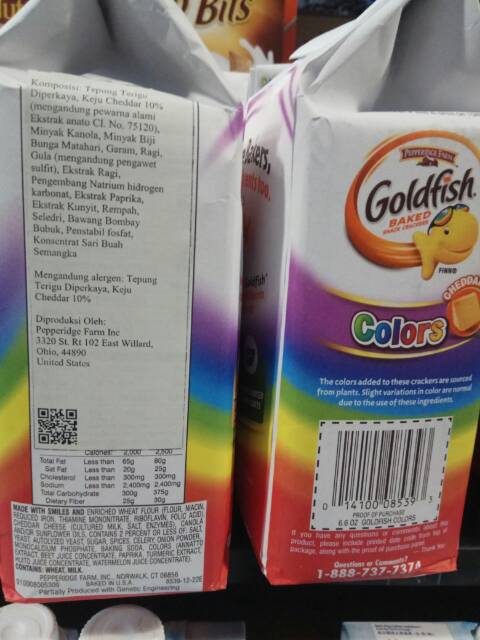 BITS
Komposisi: Tepung Terigu
Diperkaya, Keju Cheddar 10%
(mengandung pewarna alami
Ekstrak anato CI. No. 75120),
Minyak Kanola, Minyak Biji
Bunga Matahari, Garam, Ragi,
Gula (mengandung pengawet
sulfit), Ekstrak Ragi,
Pengembang Natrium hidrogen
karbonat, Ekstrak Paprika,
Ekstrak Kunyit, Rempah,
Seledri, Bawang Bombay
Bubuk, Penstabil fosfat,
Konsentrat Sari Buah
Semangka
Mengandung alergen: Tepung
Terigu Diperkaya, Keju
Cheddar 10%
Diproduksi Oleh:
Pepperidge Farm Inc
3320 St. Rt 102 East Willard,
Ohio, 44890
United States
Calories: 2,000 2,500
Total Fat Less than 65g 80g
Sat Fat Less than 20g 25g
Cholesterol Less than 300mg 300mg
Sodium Less than 2,400mg 2,400mg
Total Carbohydrate 300g 375g
Dietary Fiber 25g 30g
MADE WITH SMILES AND ENRICHED WHEAT FLOUR (FLOUR, NIACIN,
REDUCED IRON, THIAMINE MONONITRATE, RIBOFLAVIN, FOLIC ACID),
CHEDDAR CHEESE (CULTURED MILK, SALT, ENZYMES), CANOLA
AND/OR SUNFLOWER OILS, CONTAINS 2 PERCENT OR LESS OF: SALT,
YEAST, AUTOLYZED YEAST, SUGAR, SPICES, CELERY, ONION POWDER,
MONOCALCIUM PHOSPHATE, BAKING SODA, COLORS (ANNATTO
EXTRACT, BEET JUICE CONCENTRATE, PAPRIKA, TURMERIC EXTRACT,
JUICE CONCENTRATE, WATERMELON JUICE CONCENTRATE).
CONTAINS: WHEAT, MILK.
PEPPERIDGE FARM, INC., NORWALK, CT 06856
BAKED IN U.S.A. 8539-12-22E
Partially Produced with Genetic Engineering
PEPPERIDGE FARM
Goldfish
BAKED
SNACK CRACKERS
FINN®
CHEDDAR
Colors
The colors added to these crackers are sourced
from plants. Slight variations in color are normal
due to the use of these ingredients.
0 14100 08539 3
PROOF OF PURCHASE
6.6 OZ GOLDFISH COLORS
If you have any questions or comments about this
product, please include printed date code from top of
package, along with the proof of purchase panel.
Thank You
Questions or Comments?
1-888-737-7374